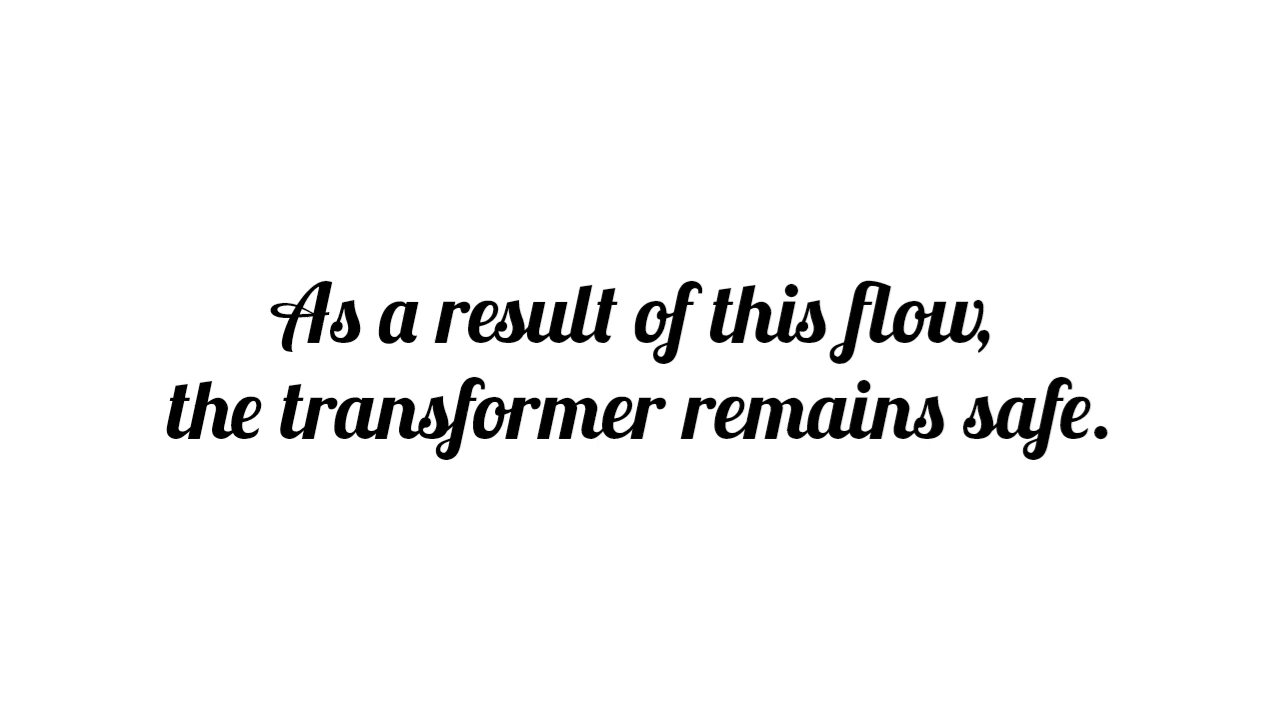 As a result of this flow,
the transformer remains safe.